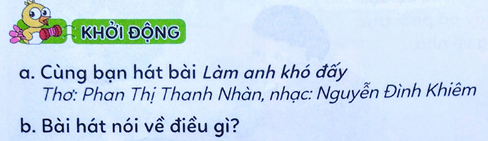 KHỞI ĐỘNG
a. Cùng bạn hát bài Làm anh khó đấy
Thơ: Phan Thị Thanh Nhàn, nhạc: Nguyễn Đình Khiêm
b. Bài hát nói về điều gì?